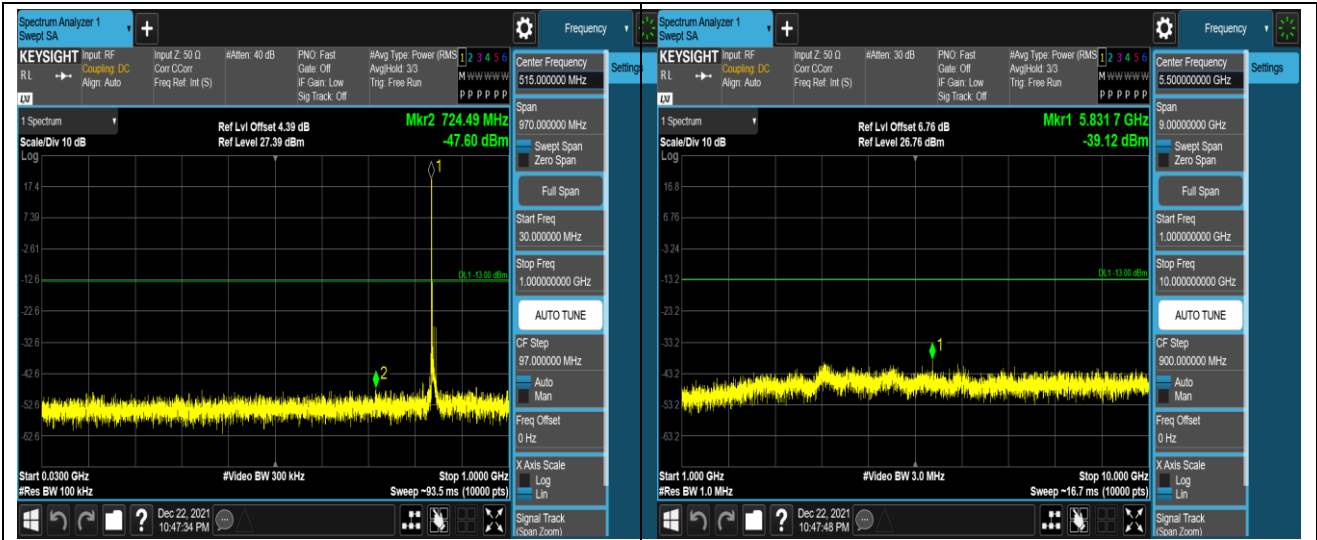 Spectrum Analyzer 1
Swept SA
+
Frequency
KEYSIGHT
RL
LXI
Input: RF
Coupling: DC
Align: Auto
Input Z: 50 Ω
Corr CCorr
Freq Ref: Int (S)
#Atten: 40 dB
PNO: Fast
Gate: Off
IF Gain: Low
Sig Track: Off
#Avg Type: Power (RMS
Avg|Hold: 3/3
Trig: Free Run
1 2 3 4 5 6
M W W W W W
P P P P P P
Center Frequency
515.000000 MHz
Settings
Span
970.000000 MHz
Swept Span
Zero Span
Full Span
Start Freq
30.000000 MHz
Stop Freq
1.000000000 GHz
AUTO TUNE
CF Step
97.000000 MHz
Auto
Man
Freq Offset
0 Hz
X Axis Scale
Log
Lin
Signal Track
(Span Zoom)
1 Spectrum
Scale/Div 10 dB
Log
Ref Lvl Offset 4.39 dB
Ref Level 27.39 dBm
Mkr2 724.49 MHz
-47.60 dBm
1
17.4
7.39
-2.61
DL1 -13.00 dBm
-12.6
-22.6
-32.6
-42.6
2
-52.6
-62.6
Start 0.0300 GHz
#Res BW 100 kHz
#Video BW 300 kHz
Stop 1.0000 GHz
Sweep ~93.5 ms (10000 pts)
?
Dec 22, 2021
10:47:34 PM
Spectrum Analyzer 1
Swept SA
+
Frequency
KEYSIGHT
RL
LXI
Input: RF
Coupling: DC
Align: Auto
Input Z: 50 Ω
Corr CCorr
Freq Ref: Int (S)
#Atten: 30 dB
PNO: Fast
Gate: Off
IF Gain: Low
Sig Track: Off
#Avg Type: Power (RMS
Avg|Hold: 3/3
Trig: Free Run
1 2 3 4 5 6
M W W W W W
P P P P P P
Center Frequency
5.500000000 GHz
Settings
Span
9.00000000 GHz
Swept Span
Zero Span
Full Span
Start Freq
1.000000000 GHz
Stop Freq
10.000000000 GHz
AUTO TUNE
CF Step
900.000000 MHz
Auto
Man
Freq Offset
0 Hz
X Axis Scale
Log
Lin
Signal Track
(Span Zoom)
1 Spectrum
Scale/Div 10 dB
Log
Ref Lvl Offset 6.76 dB
Ref Level 26.76 dBm
Mkr1 5.831 7 GHz
-39.12 dBm
16.8
6.76
-3.24
DL1 -13.00 dBm
-13.2
-23.2
-33.2
1
-43.2
-53.2
-63.2
Start 1.000 GHz
#Res BW 1.0 MHz
#Video BW 3.0 MHz
Stop 10.000 GHz
Sweep ~16.7 ms (10000 pts)
?
Dec 22, 2021
10:47:48 PM